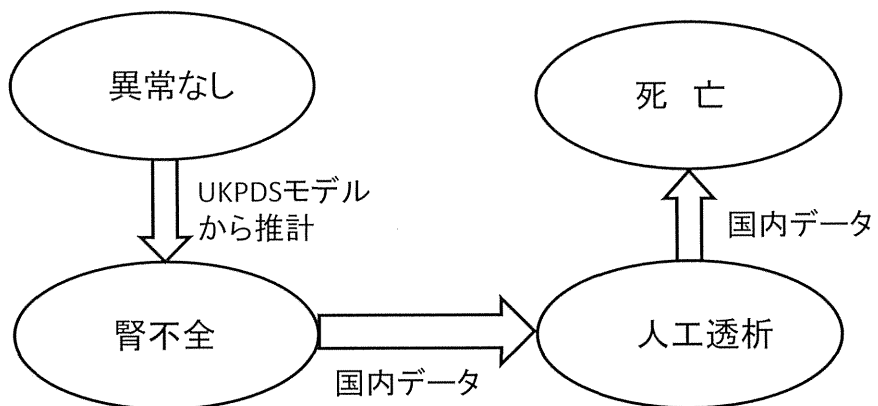 異常なし
死 亡
UKPDSモデル
から推計
国内データ
腎不全
人工透析
国内データ